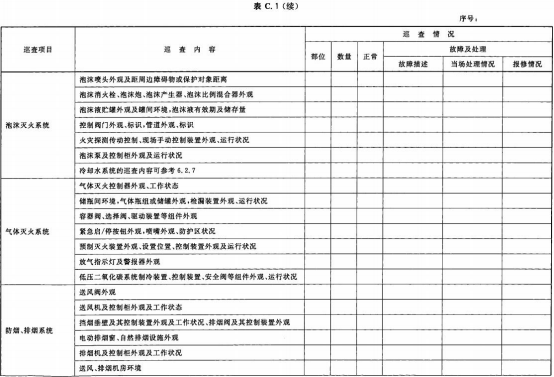 表 C.1（续）
序号：
巡查项目
巡 查 内 容
巡 查 情 况
部位
数量
正常
故障及处理
故障描述
当场处理情况
报修情况
泡沫灭火系统
泡沫喷头外观及距周边障碍物或保护对象距离
泡沫消火栓、泡沫炮、泡沫产生器、泡沫比例混合器外观
泡沫液贮罐外观及罐间环境，泡沫液有效期及储存量
控制阀门外观、标识，管道外观、标识
火灾探测传动控制、现场手动控制装置外观、运行状况
泡沫泵及控制柜外观及运行状况
冷却水系统的巡查内容可参考 6.2.7
气体灭火系统
气体灭火控制器外观、工作状态
储瓶间环境，气体瓶组或储罐外观，检漏装置外观、运行状况
容器阀、选择阀、驱动装置等组件外观
紧急启/停按钮外观，喷嘴外观、防护区状况
预制灭火装置外观、设置位置、控制装置外观及运行状况
放气指示灯及警报器外观
低压二氧化碳系统制冷装置、控制装置、安全阀等组件外观、运行状况
防烟、排烟系统
送风阀外观
送风机及控制柜外观及工作状态
挡烟垂壁及其控制装置外观及工作状况、排烟阀及其控制装置外观
电动排烟窗、自然排烟设施外观
排烟机及控制柜外观及工作状况
送风、排烟机房环境